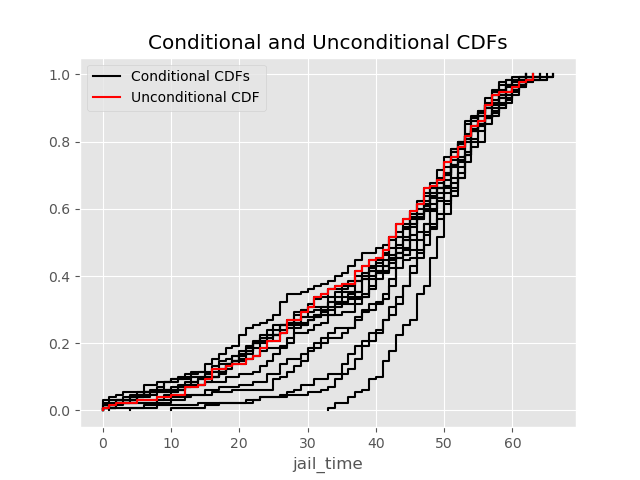 Conditional and Unconditional CDFs
Conditional CDFs
Unconditional CDF
1.0
0.8
0.6
0.4
0.2
0.0
0 10 20 30 40 50 60
jail_time